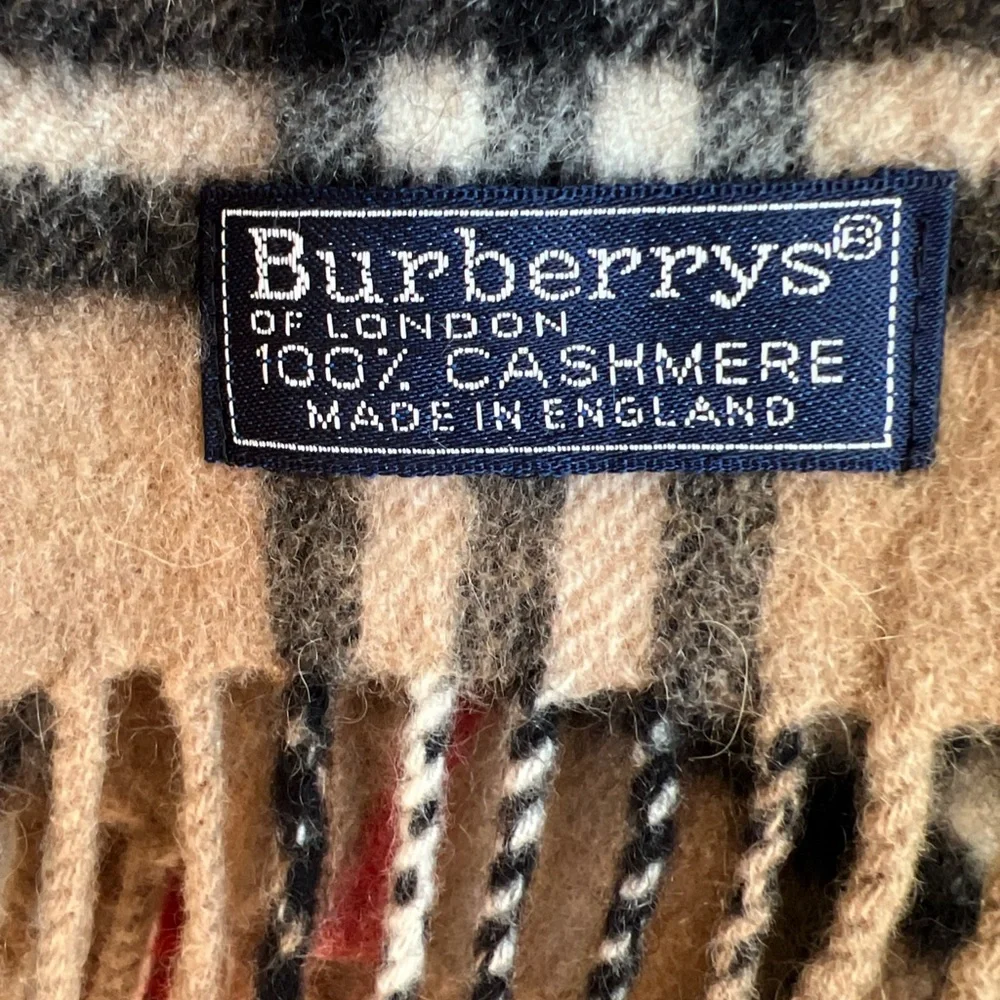 Burberrys®
OF LONDON
100% CASHMERE
MADE IN ENGLAND